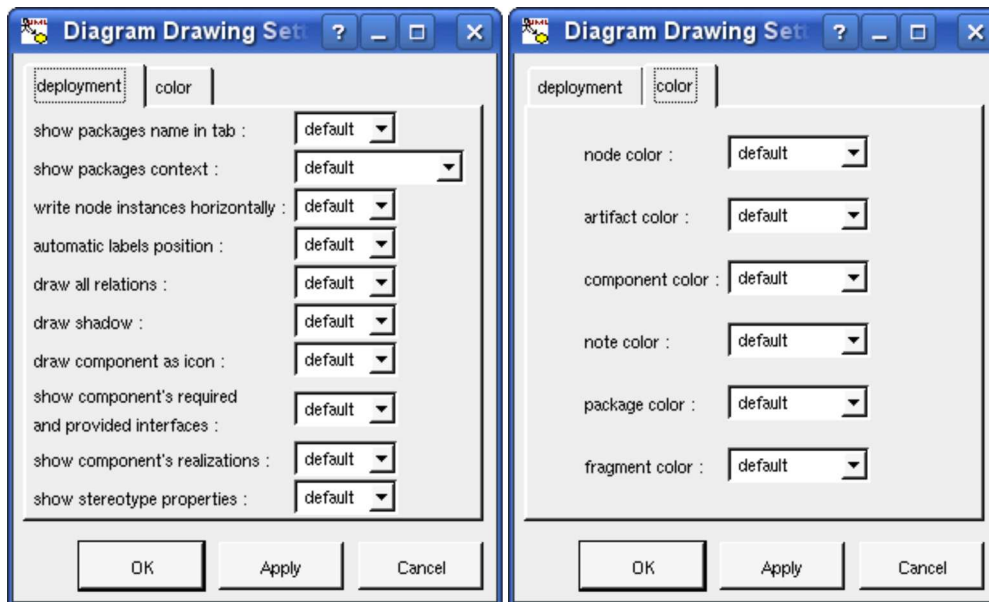 Diagram Drawing Sett
deployment color
show packages name in tab : default
show packages context : default
write node instances horizontally : default
automatic labels position : default
draw all relations : default
draw shadow : default
draw component as icon : default
show component's required
and provided interfaces : default
show component's realizations : default
show stereotype properties : default
OK Apply Cancel
Diagram Drawing Sett
deployment color
node color : default
artifact color : default
component color : default
note color : default
package color : default
fragment color : default
OK Apply Cancel